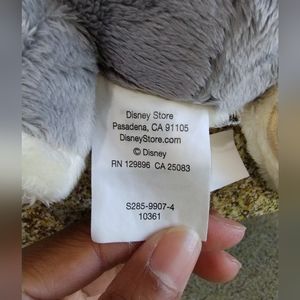 Disney Store
Pasadena, CA 91105
DisneyStore.com
© Disney
RN 129896 CA 25083
S285-9907-4
10361